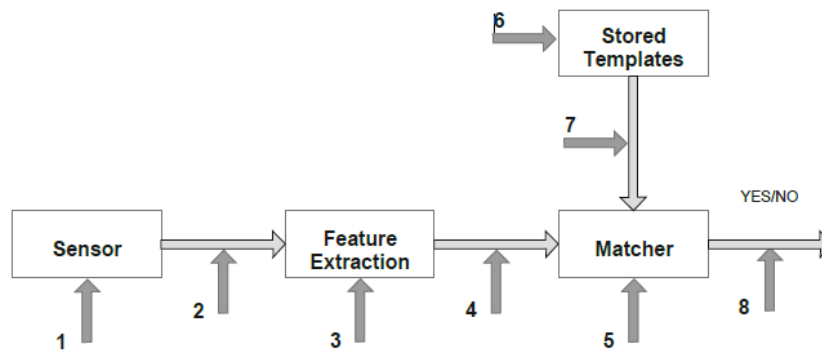 6
Stored
Templates
7
YES/NO
Sensor
Feature
Extraction
Matcher
1
2
3
4
5
8